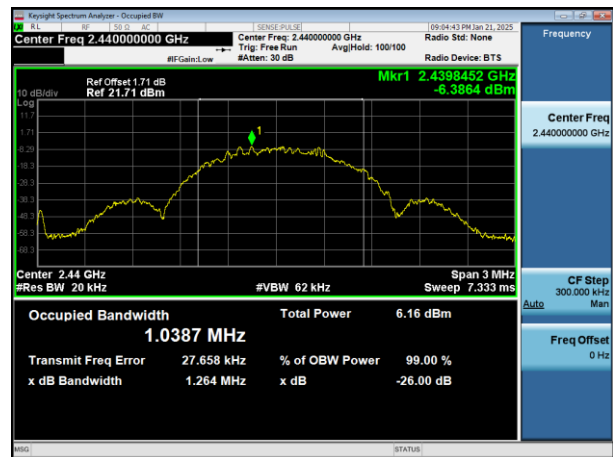 Keysight Spectrum Analyzer - Occupied BW
RL RF 50 Ω AC SENSE:PULSE 09:04:43 PM Jan 21, 2025
Center Freq 2.440000000 GHz
Center Freq: 2.440000000 GHz Radio Std: None
Trig: Free Run Avg|Hold: 100/100
#IFGain:Low #Atten: 30 dB Radio Device: BTS
Frequency
Mkr1 2.4398452 GHz
-6.3864 dBm
Ref Offset 1.71 dB
10 dB/div Ref 21.71 dBm
Log
11.7
1.71
-8.29
-18.3
-28.3
-38.3
-48.3
-58.3
-68.3
1
Center 2.44 GHz Span 3 MHz
#Res BW 20 kHz #VBW 62 kHz Sweep 7.333 ms
Occupied Bandwidth Total Power 6.16 dBm
1.0387 MHz
Transmit Freq Error 27.658 kHz % of OBW Power 99.00 %
x dB Bandwidth 1.264 MHz x dB -26.00 dB
Center Freq
2.440000000 GHz
CF Step
300.000 kHz
Auto Man
Freq Offset
0 Hz
MSG STATUS